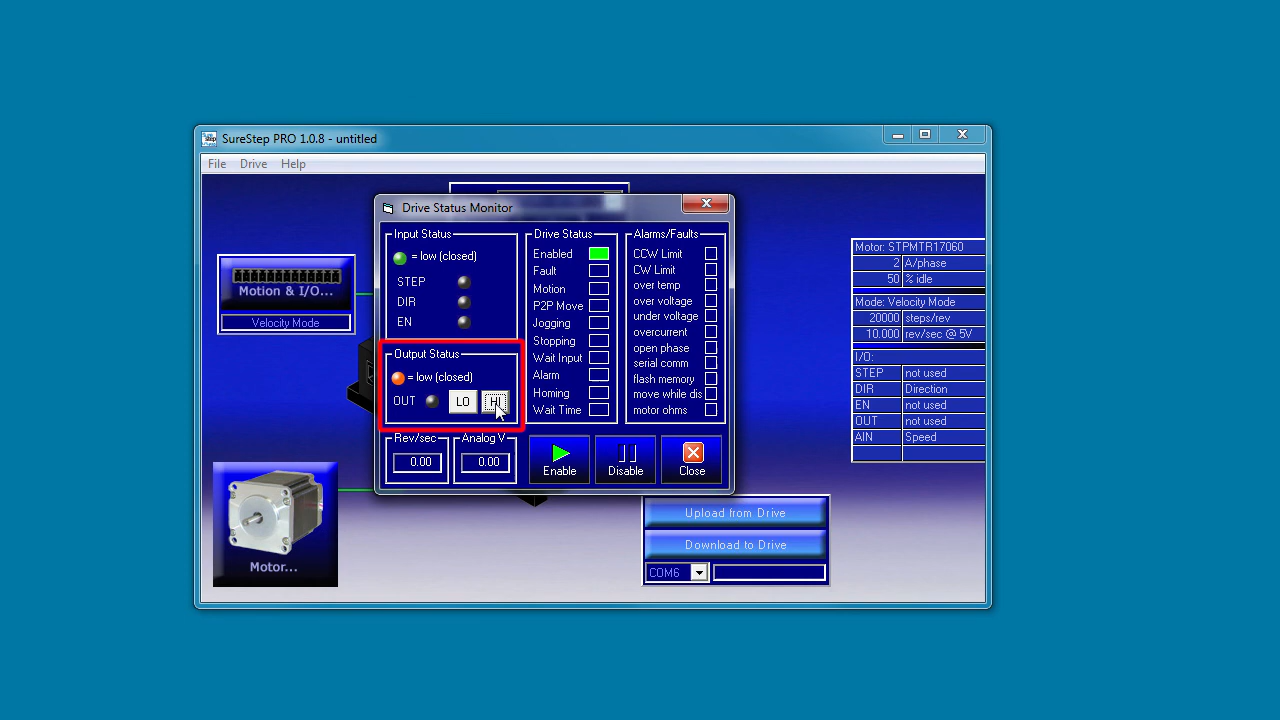 SureStep PRO 1.0.8 - untitled
File Drive Help
Motion & I/O...
Velocity Mode
Motor...
Drive Status Monitor
Input Status
= low (closed)
STEP
DIR
EN
Output Status
= low (closed)
OUT LO HI
Rev/sec
0.00
Analog V
0.00
Drive Status
Enabled
Fault
Motion
P2P Move
Jogging
Stopping
Wait Input
Alarm
Homing
Wait Time
Alarms/Faults
CCW Limit
CW Limit
over temp
over voltage
under voltage
overcurrent
open phase
serial comm
flash memory
move while dis
motor ohms
Enable
Disable
Close
Motor: STPMTR17060
2 A/phase
50 % idle
Mode: Velocity Mode
20000 steps/rev
10.000 rev/sec @ 5V
I/O:
STEP not used
DIR Direction
EN not used
OUT not used
AIN Speed
Upload from Drive
Download to Drive
COM6